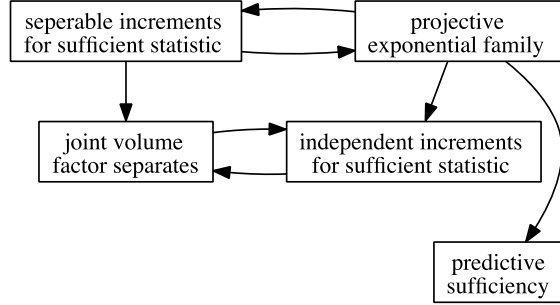 seperable increments
for sufficient statistic
projective
exponential family
joint volume
factor separates
independent increments
for sufficient statistic
predictive
sufficiency